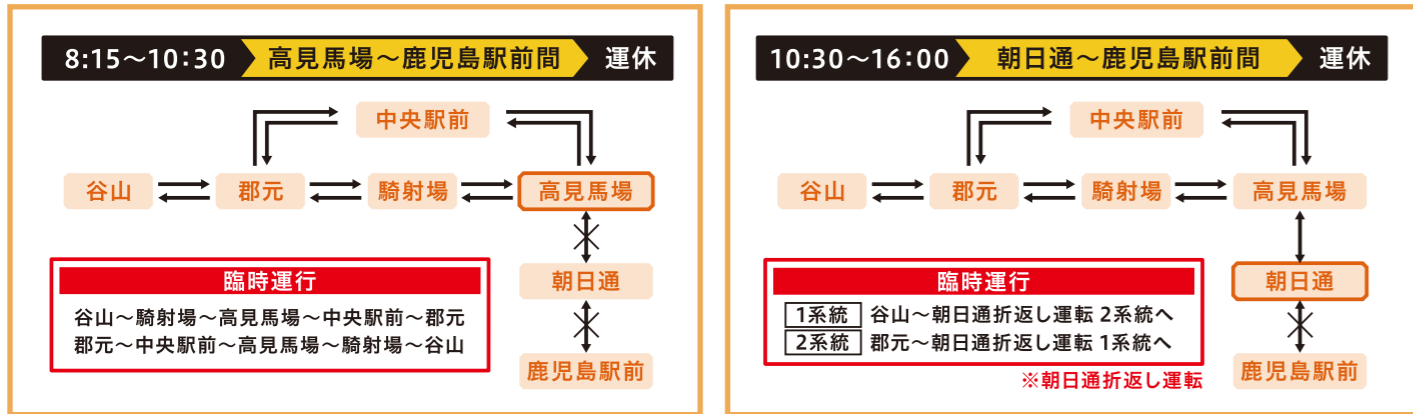 8:15〜10:30 高見馬場〜鹿児島駅前間 運休
中央駅前
谷山 郡元 騎射場 高見馬場
朝日通
鹿児島駅前
臨時運行
谷山〜騎射場〜高見馬場〜中央駅前〜郡元
郡元〜中央駅前〜高見馬場〜騎射場〜谷山
10:30〜16:00 朝日通〜鹿児島駅前間 運休
中央駅前
谷山 郡元 騎射場 高見馬場
朝日通
鹿児島駅前
臨時運行
1系統 谷山〜朝日通折返し運転 2系統へ
2系統 郡元〜朝日通折返し運転 1系統へ
※朝日通折返し運転